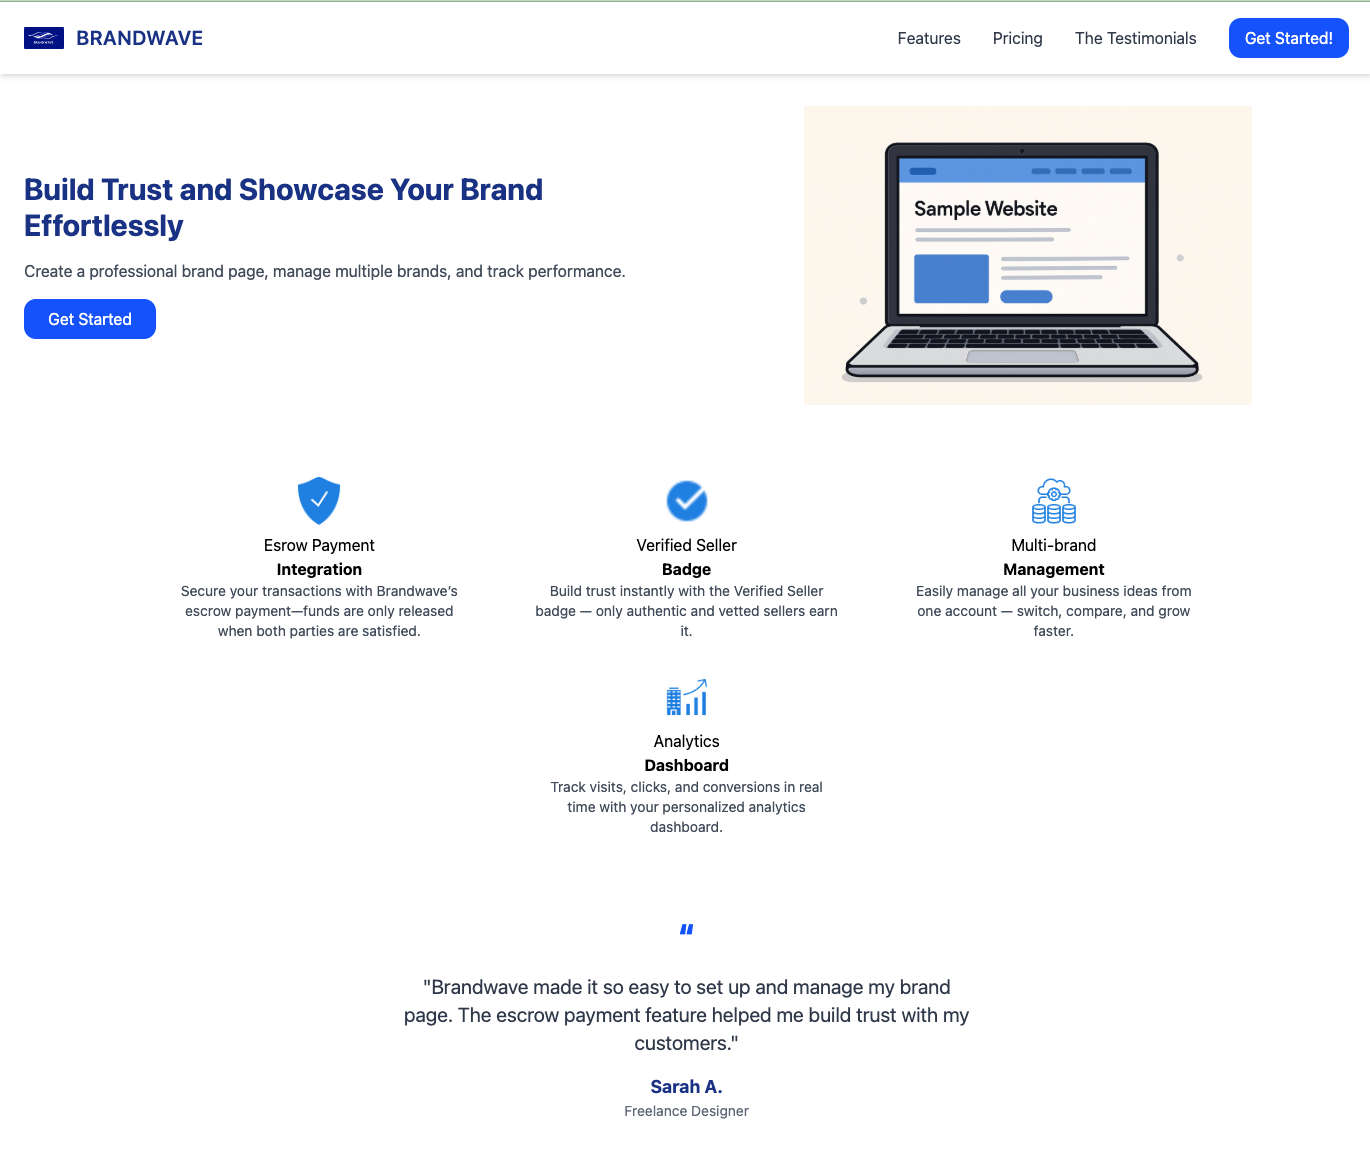 BRANDWAVE
BRANDWAVE
Features
Pricing
The Testimonials
Get Started!
Build Trust and Showcase Your Brand
Effortlessly
Create a professional brand page, manage multiple brands, and track performance.
Get Started
Sample Website
Esrow Payment
Integration
Secure your transactions with Brandwave’s
escrow payment—funds are only released
when both parties are satisfied.
Verified Seller
Badge
Build trust instantly with the Verified Seller
badge — only authentic and vetted sellers earn
it.
Multi-brand
Management
Easily manage all your business ideas from
one account — switch, compare, and grow
faster.
Analytics
Dashboard
Track visits, clicks, and conversions in real
time with your personalized analytics
dashboard.
“
"Brandwave made it so easy to set up and manage my brand
page. The escrow payment feature helped me build trust with my
customers."
Sarah A.
Freelance Designer